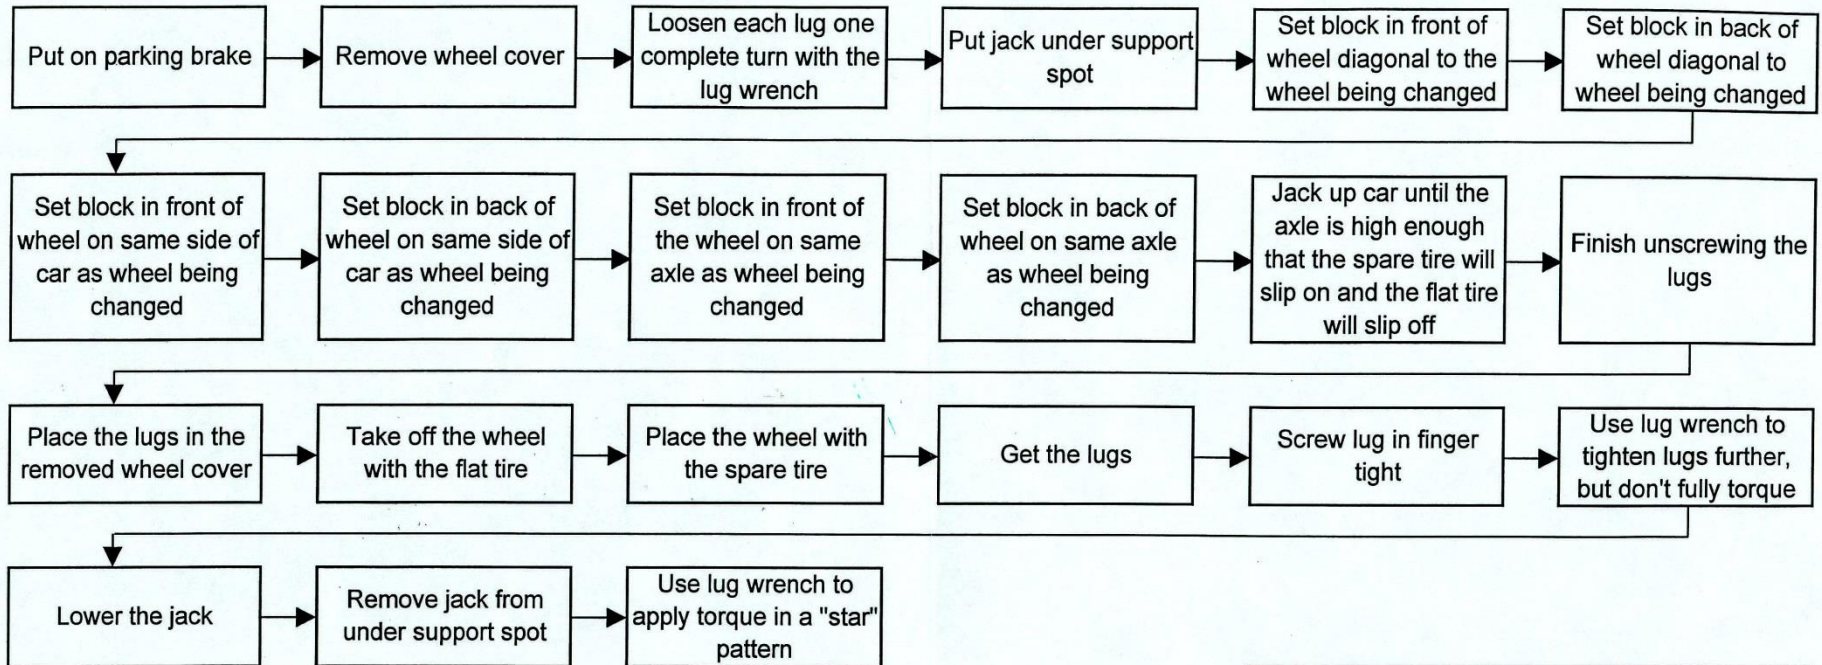 Put on parking brake
Remove wheel cover
Loosen each lug one
complete turn with the
lug wrench
Put jack under support
spot
Set block in front of
wheel diagonal to the
wheel being changed
Set block in back of
wheel diagonal to
wheel being changed
Set block in front of
wheel on same side of
car as wheel being
changed
Set block in back of
wheel on same side of
car as wheel being
changed
Set block in front of
the wheel on same
axle as wheel being
changed
Set block in back of
wheel on same axle
as wheel being
changed
Jack up car until the
axle is high enough
that the spare tire will
slip on and the flat tire
will slip off
Finish unscrewing the
lugs
Place the lugs in the
removed wheel cover
Take off the wheel
with the flat tire
Place the wheel with
the spare tire
Get the lugs
Screw lug in finger
tight
Use lug wrench to
tighten lugs further,
but don't fully torque
Lower the jack
Remove jack from
under support spot
Use lug wrench to
apply torque in a "star"
pattern